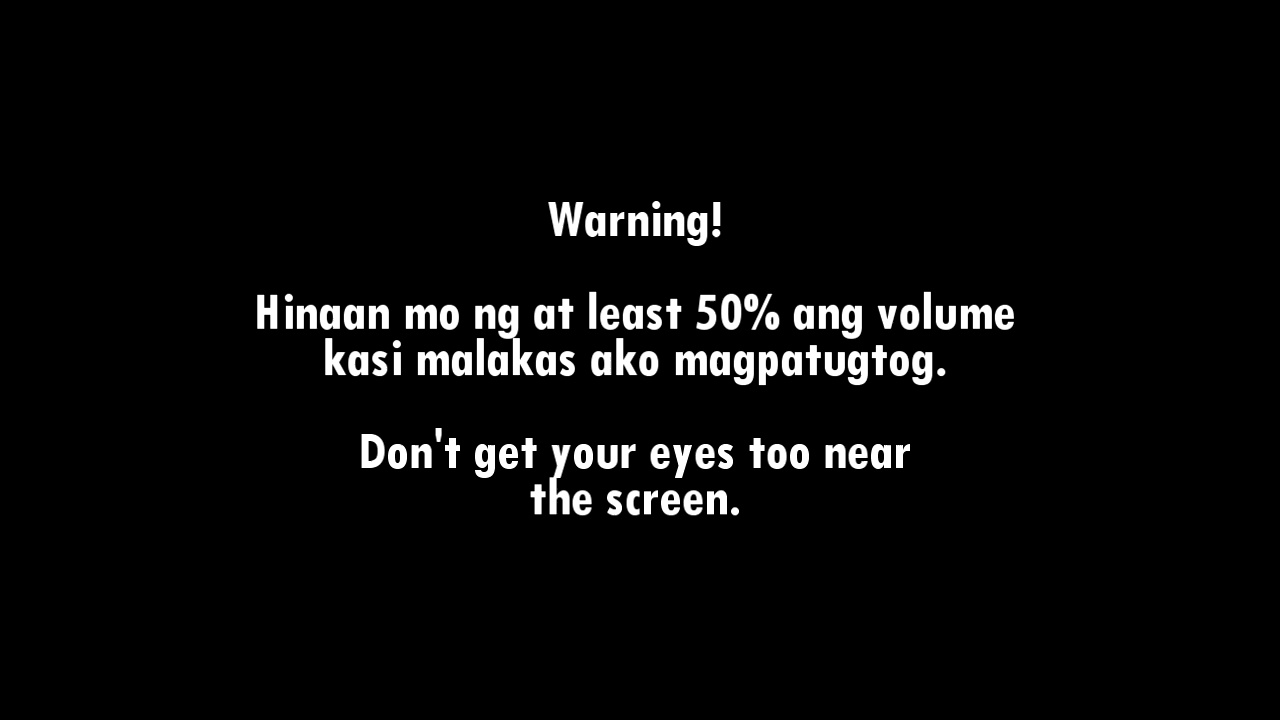 Warning!
Hinaan mo ng at least 50% ang volume
kasi malakas ako magpatugtog.
Don't get your eyes too near
the screen.